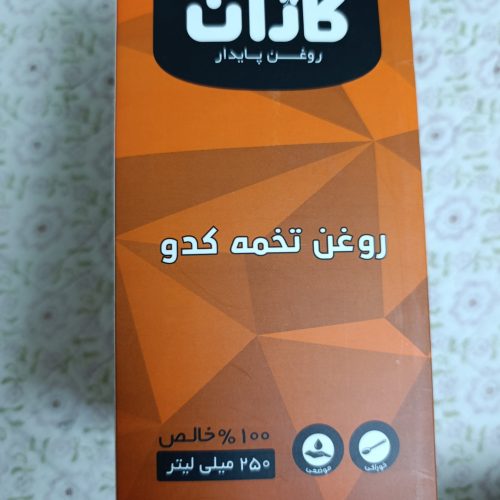 کاژان
روغن پایدار
روغن تخمه کدو
۱۰۰% خالص
۲۵۰ میلی لیتر
موضعی
خوراکی